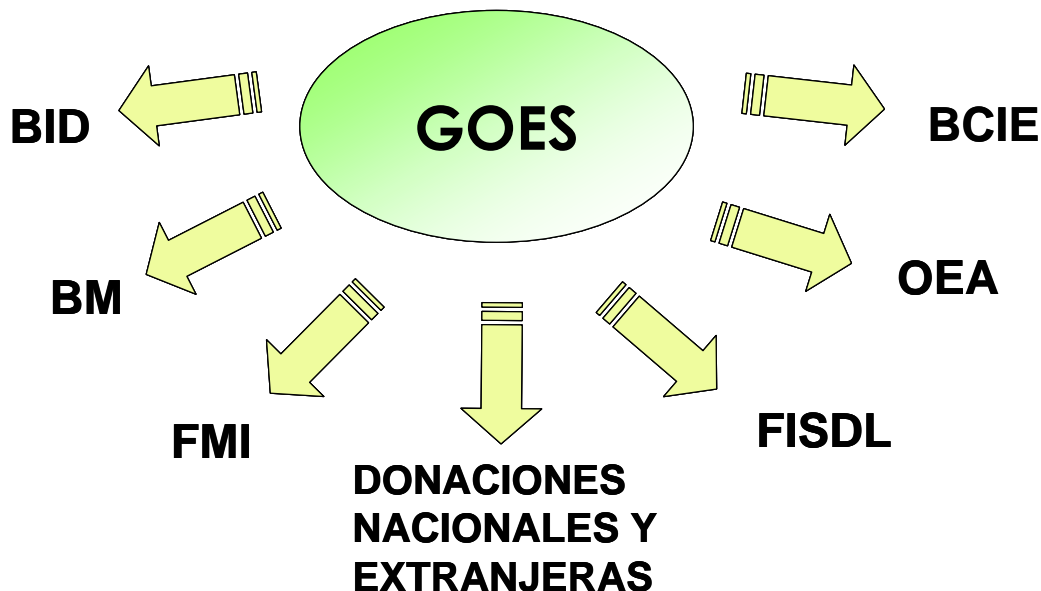 GOES
BID
BCIE
BM
OEA
FMI
FISDL
DONACIONES
NACIONALES Y
EXTRANJERAS